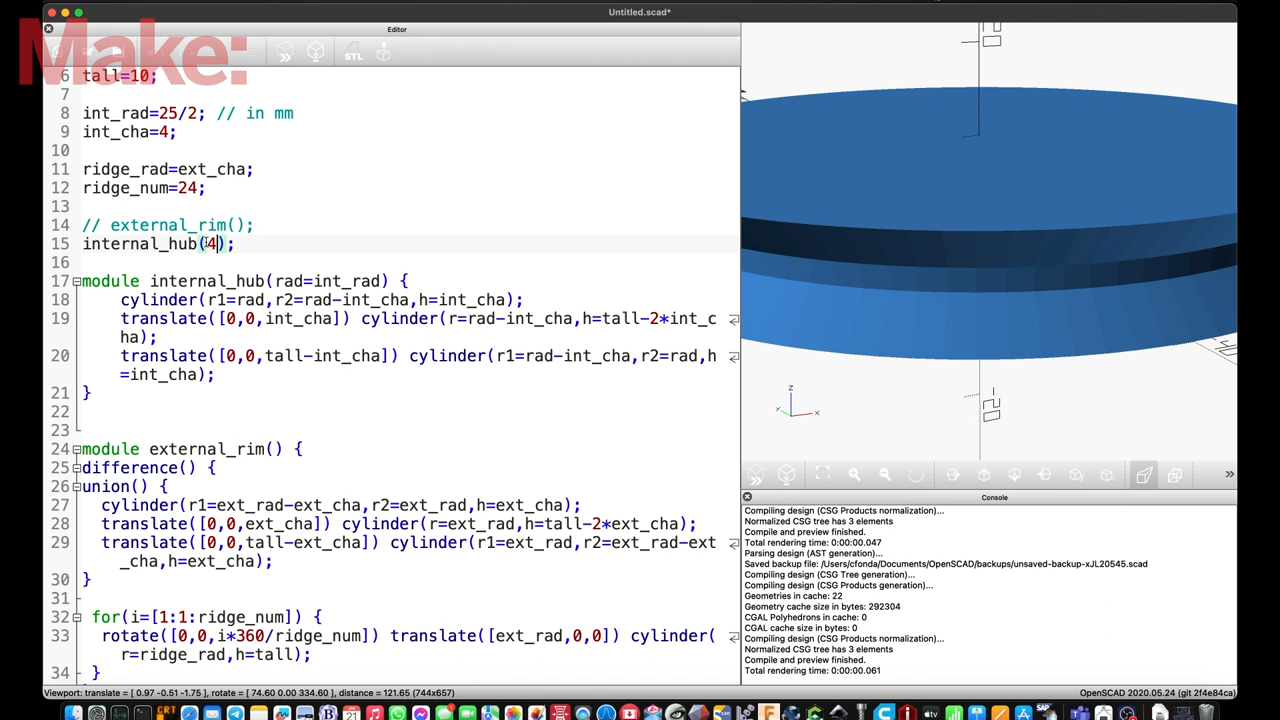 Untitled.scad*
Make:
Editor
STL
6 tall=10;
7
8 int_rad=25/2; // in mm
9 int_cha=4;
10
11 ridge_rad=ext_cha;
12 ridge_num=24;
13
14 // external_rim();
15 internal_hub(4);
16
17 module internal_hub(rad=int_rad) {
18 cylinder(r1=rad,r2=rad-int_cha,h=int_cha);
19 translate([0,0,int_cha]) cylinder(r=rad-int_cha,h=tall-2*int_c
ha);
20 translate([0,0,tall-int_cha]) cylinder(r1=rad-int_cha,r2=rad,h
=int_cha);
21 }
22
23
24 module external_rim() {
25 difference() {
26 union() {
27 cylinder(r1=ext_rad-ext_cha,r2=ext_rad,h=ext_cha);
28 translate([0,0,ext_cha]) cylinder(r=ext_rad,h=tall-2*ext_cha);
29 translate([0,0,tall-ext_cha]) cylinder(r1=ext_rad,r2=ext_rad-ext
_cha,h=ext_cha);
30 }
31
32 for(i=[1:1:ridge_num]) {
33 rotate([0,0,i*360/ridge_num]) translate([ext_rad,0,0]) cylinder(
r=ridge_rad,h=tall);
34 }
-20
Z
Y
X
Console
Compiling design (CSG Products normalization)...
Normalized CSG tree has 3 elements
Compile and preview finished.
Total rendering time: 0:00:00.047
Parsing design (AST generation)...
Saved backup file: /Users/cfonda/Documents/OpenSCAD/backups/unsaved-backup-xJL20545.scad
Compiling design (CSG Tree generation)...
Compiling design (CSG Products generation)...
Geometries in cache: 22
Geometry cache size in bytes: 292304
CGAL Polyhedrons in cache: 0
CGAL cache size in bytes: 0
Compiling design (CSG Products normalization)...
Normalized CSG tree has 3 elements
Compile and preview finished.
Total rendering time: 0:00:00.061
Viewport: translate = [ 0.97 -0.51 -1.75 ], rotate = [ 74.60 0.00 334.60 ], distance = 121.65 (744x657)
OpenSCAD 2020.05.24 (git 2f4e84ca)